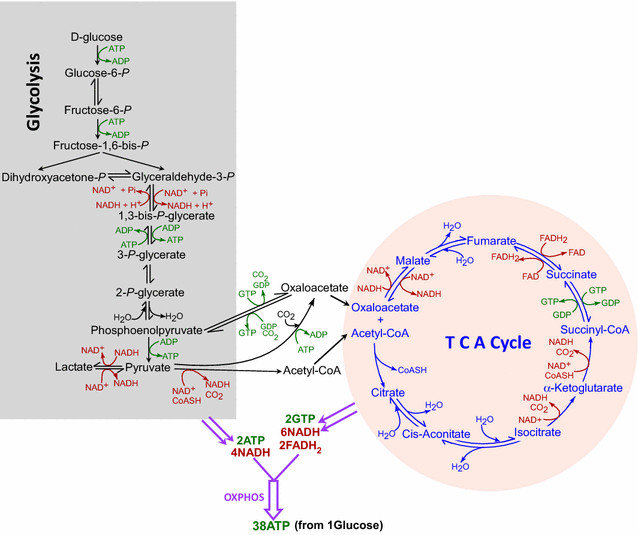 Glycolysis
D-glucose
ATP
ADP
Glucose-6-P
Fructose-6-P
ATP
ADP
Fructose-1,6-bis-P
Dihydroxyacetone-P
Glyceraldehyde-3-P
NAD+ + Pi
NAD+ + Pi
NADH + H+
NADH + H+
1,3-bis-P-glycerate
ADP
ADP
ATP
ATP
3-P-glycerate
2-P-glycerate
H2O
H2O
Phosphoenolpyruvate
ADP
ATP
NAD+
NADH
Lactate
Pyruvate
NAD+
NADH
NAD+
CoASH
NADH
CO2
CO2
GDP
GTP
GTP
GDP
CO2
Oxaloacetate
CO2
ADP
ATP
Acetyl-CoA
T C A Cycle
Oxaloacetate
+
Acetyl-CoA
CoASH
Citrate
H2O
H2O
Cis-Aconitate
H2O
H2O
Isocitrate
NADH
CO2
NAD+
α-Ketoglutarate
NADH
CO2
NAD+
CoASH
Succinyl-CoA
GTP
GDP
GTP
GDP
Succinate
FADH2
FAD
FADH2
FAD
Fumarate
H2O
H2O
Malate
NAD+
NADH
NAD+
NADH
2ATP
4NADH
2GTP
6NADH
2FADH2
OXPHOS
38ATP (from 1Glucose)